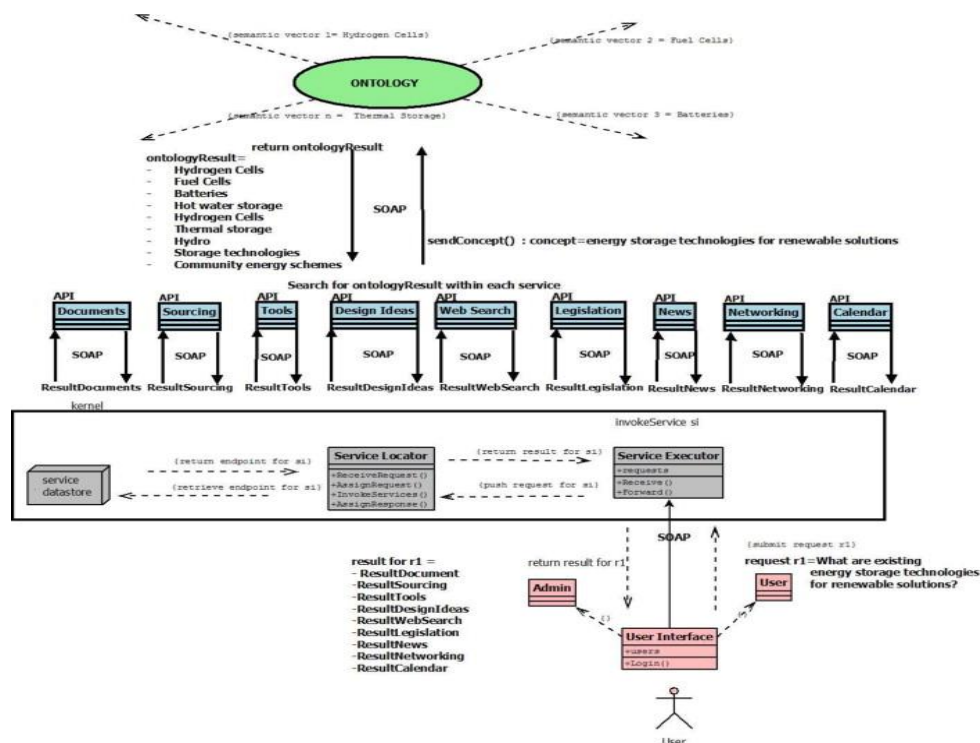 {semantic vector 1= Hydrogen Cells}
{semantic vector 2 = Fuel Cells}
ONTOLOGY
{semantic vector n =  Thermal Storage}
{semantic vector 3 = Batteries}
return ontologyResult
ontologyResult=
- Hydrogen Cells
- Fuel Cells
- Batteries
- Hot water storage
- Hydrogen Cells
- Thermal storage
- Hydro
- Storage technologies
- Community energy schemes
SOAP
sendConcept()  : concept=energy storage technologies for renewable solutions
Search for ontologyResult within each service
API API API API API API API API API
Documents Sourcing Tools Design Ideas Web Search Legislation News Networking Calendar
SOAP SOAP SOAP SOAP SOAP SOAP SOAP SOAP SOAP
ResultDocuments ResultSourcing ResultTools ResultDesignIdeas ResultWebSearch ResultLegislation ResultNews ResultNetworking ResultCalendar
kernel
invokeService si
service
datastore
{return endpoint for si}
{retrieve endpoint for si}
Service Locator
+ReceiveRequest()
+AssignRequest()
+InvokeServices()
+AssignResponse()
{return result for si}
{push request for si}
Service Executor
+requests
+Receive()
+Forward()
SOAP
{submit request r1}
return result for r1
request r1=What are existing
energy storage technologies
for renewable solutions?
result for r1 =
- ResultDocument
-ResultSourcing
-ResultTools
-ResultDesignIdeas
-ResultWebSearch
-ResultLegislation
-ResultNews
-ResultNetworking
-ResultCalendar
Admin
User
User Interface
+users
+Login()
User